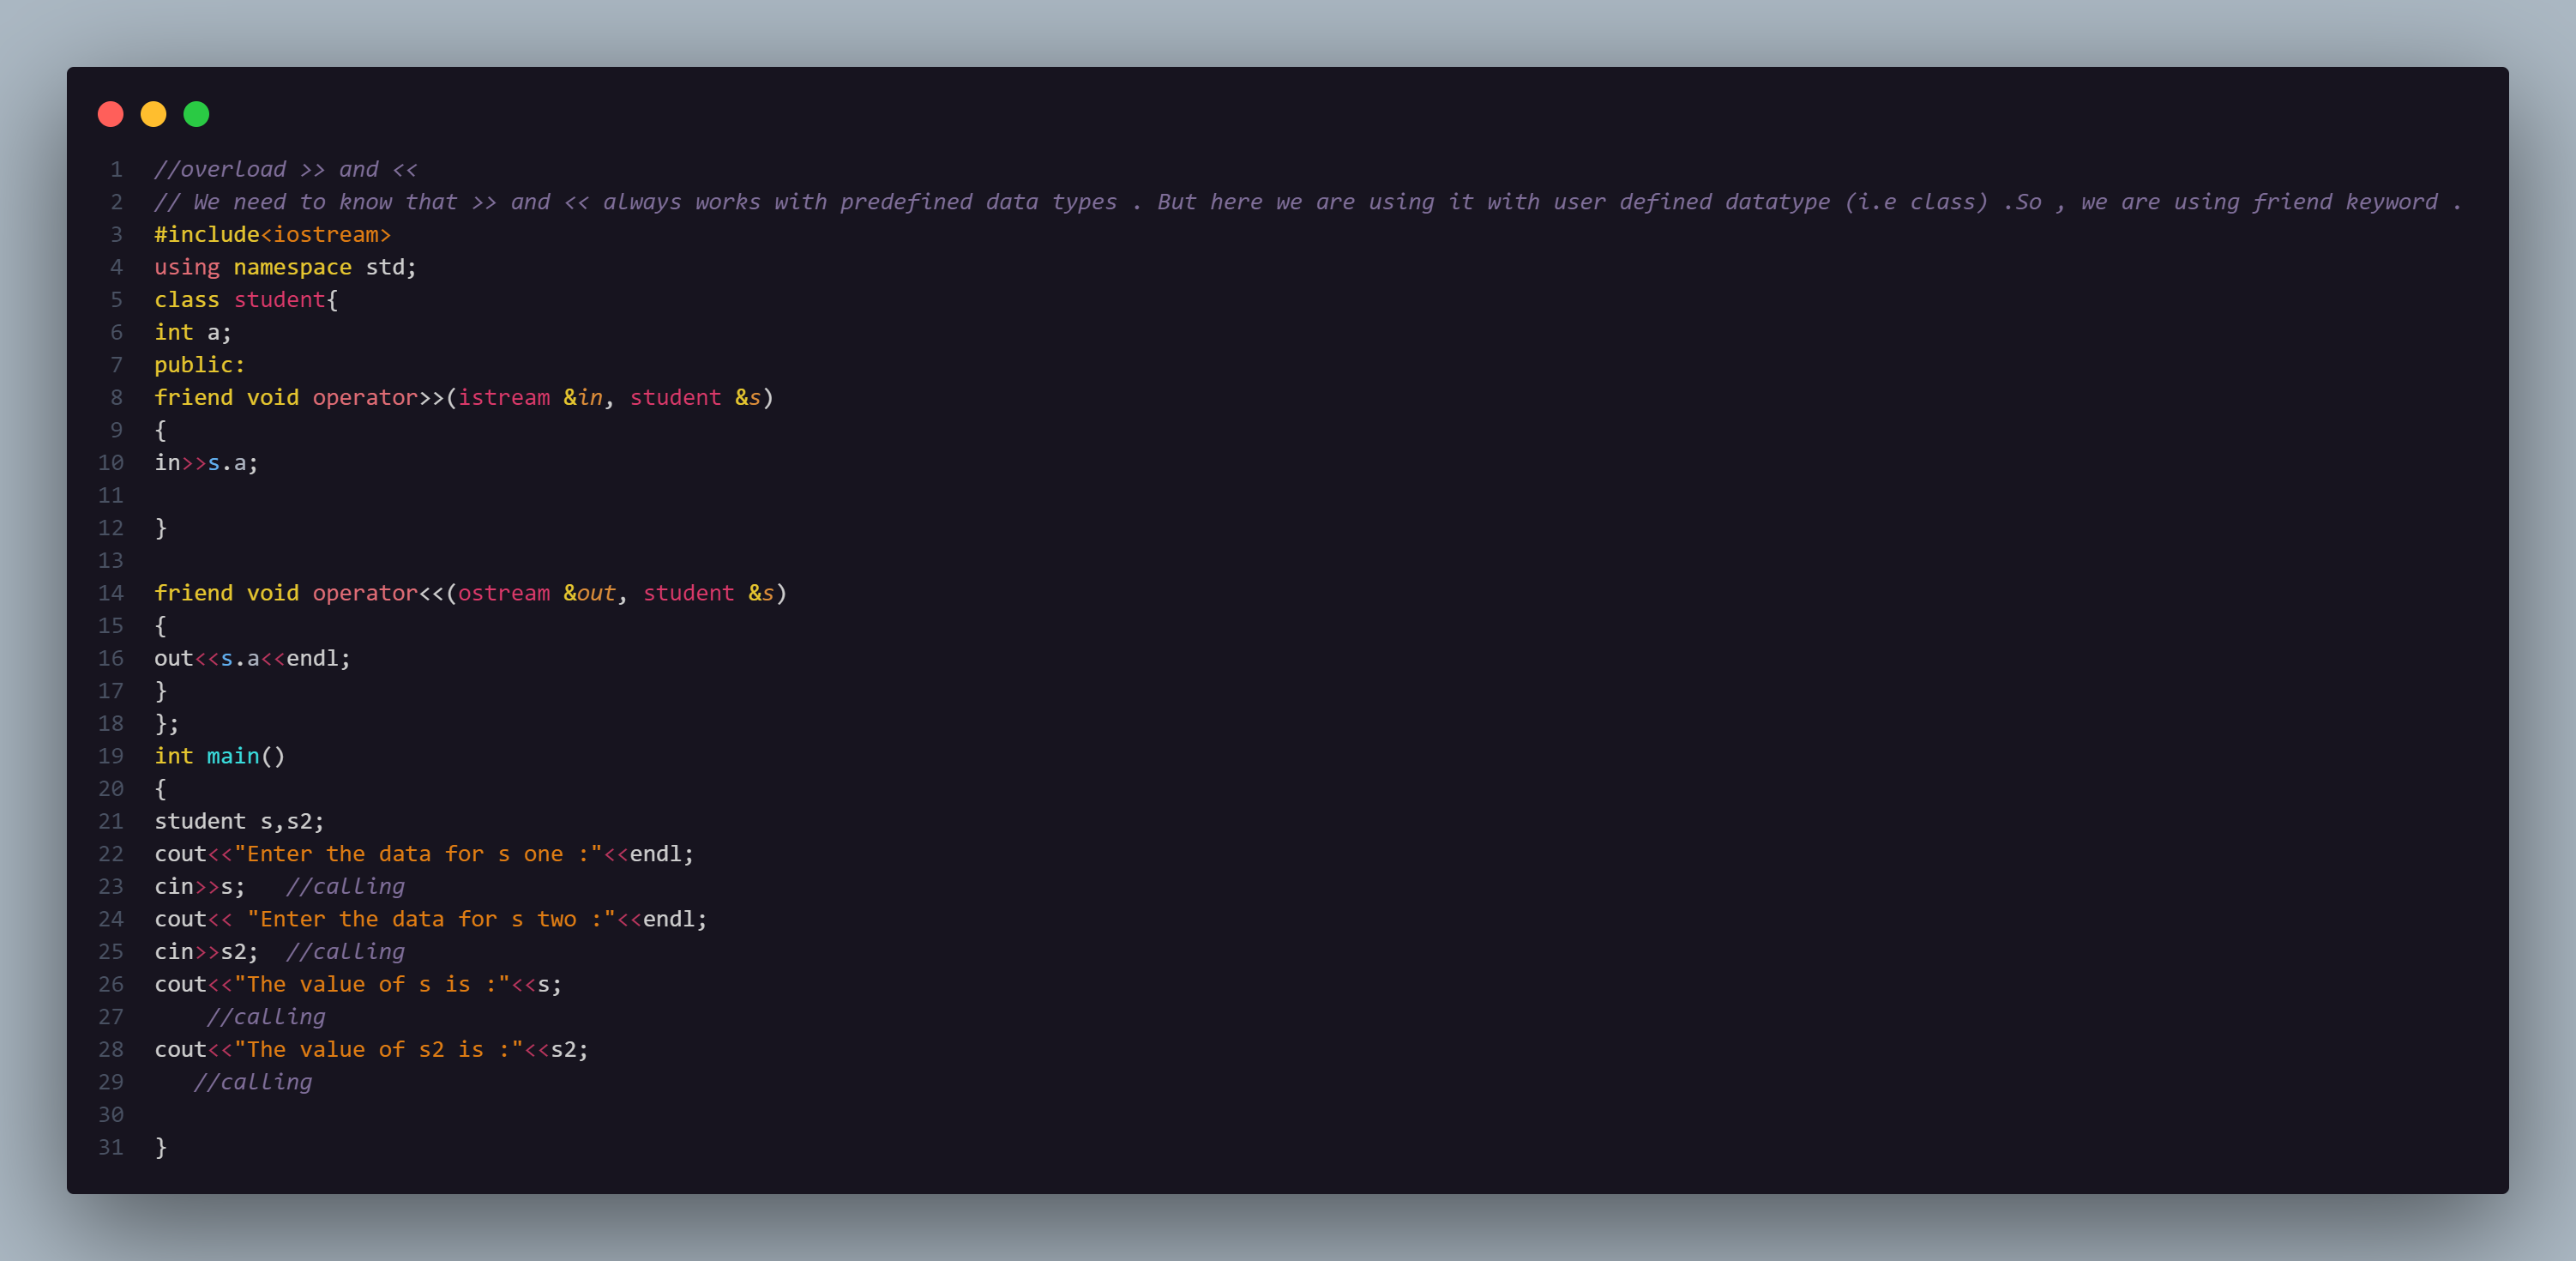 1 //overload >> and <<
2 // We need to know that >> and << always works with predefined data types . But here we are using it with user defined datatype (i.e class) .So , we are using friend keyword .
3 #include<iostream>
4 using namespace std;
5 class student{
6 int a;
7 public:
8 friend void operator>>(istream &in, student &s)
9 {
10 in>>s.a;
11
12 }
13
14 friend void operator<<(ostream &out, student &s)
15 {
16 out<<s.a<<endl;
17 }
18 };
19 int main()
20 {
21 student s,s2;
22 cout<<"Enter the data for s one :"<<endl;
23 cin>>s;   //calling
24 cout<< "Enter the data for s two :"<<endl;
25 cin>>s2;  //calling
26 cout<<"The value of s is :"<<s;
27     //calling
28 cout<<"The value of s2 is :"<<s2;
29    //calling
30
31 }